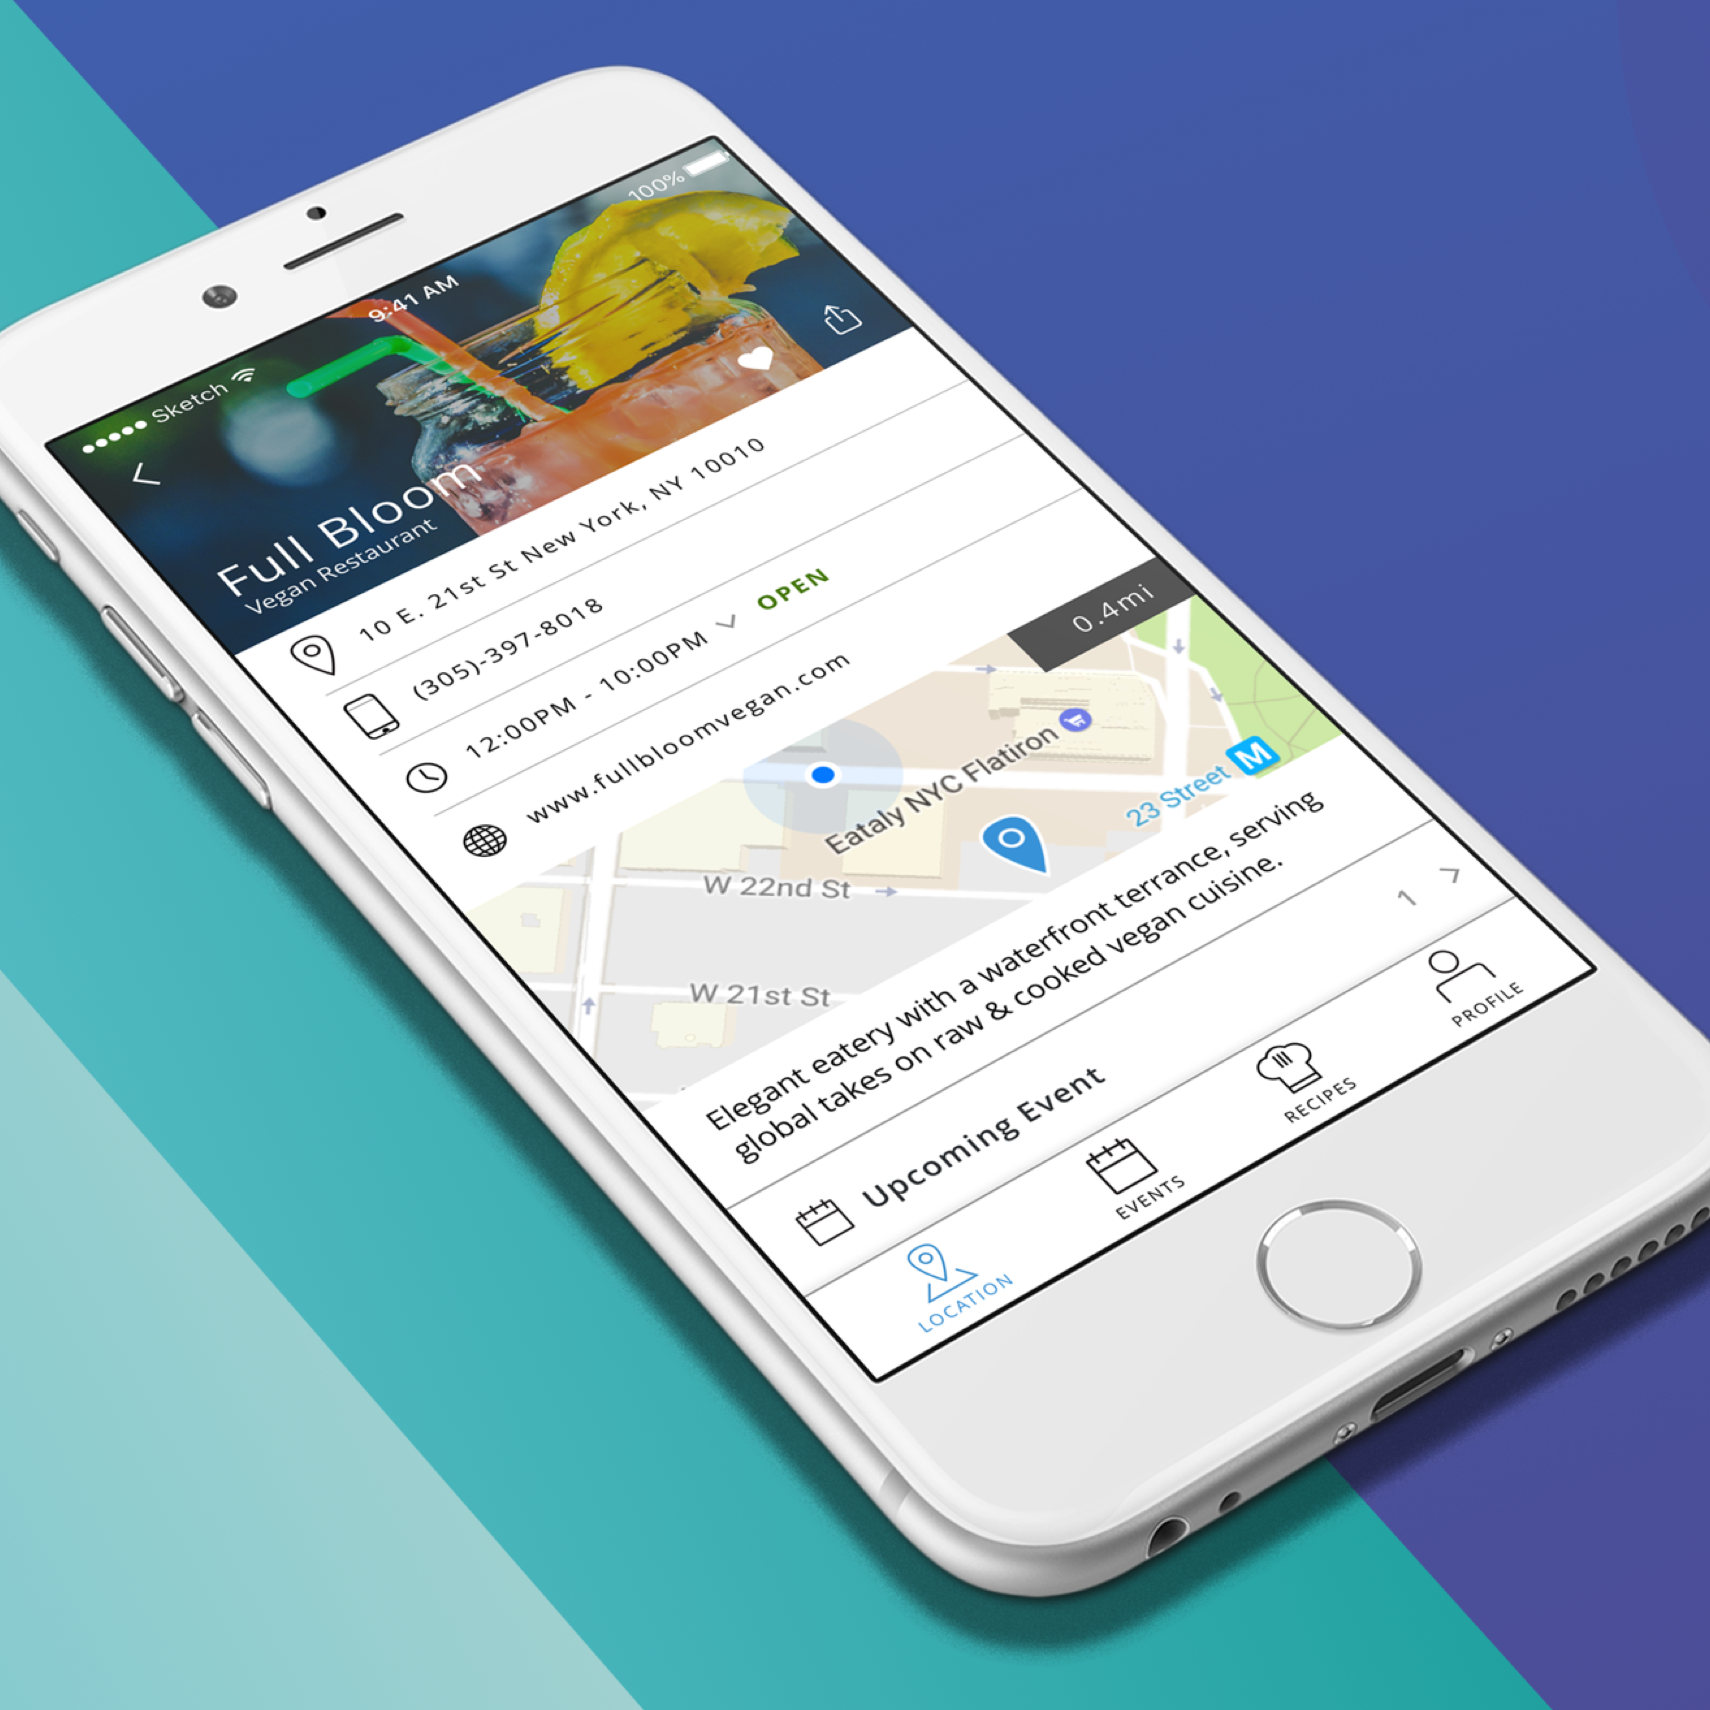 Sketch 9:41 AM 100%
Full Bloom
Vegan Restaurant
10 E. 21st St New York, NY 10010
(305)-397-8018
12:00PM - 10:00PM OPEN
www.fullbloomvegan.com
0.4mi
Eataly NYC Flatiron
23 Street M
W 22nd St
W 21st St
Elegant eatery with a waterfront terrance, serving
global takes on raw & cooked vegan cuisine.
Upcoming Event 1
LOCATION EVENTS RECIPES PROFILE